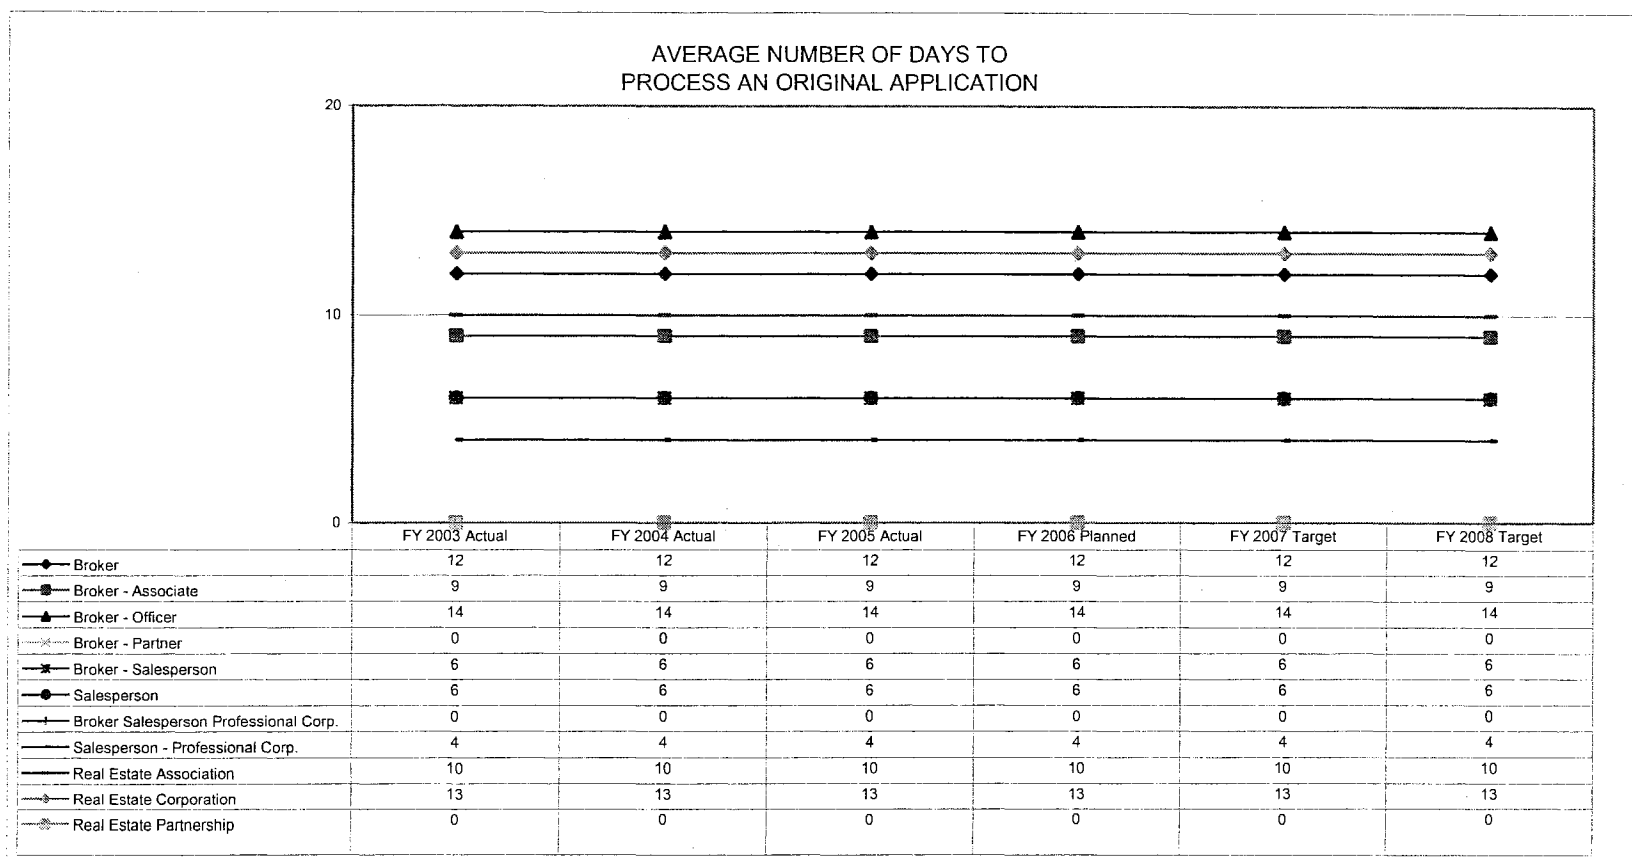 AVERAGE NUMBER OF DAYS TO
PROCESS AN ORIGINAL APPLICATION
20
10
0
FY 2003 Actual FY 2004 Actual FY 2005 Actual FY 2006 Planned FY 2007 Target FY 2008 Target
Broker 12 12 12 12 12 12
Broker - Associate 9 9 9 9 9 9
Broker - Officer 14 14 14 14 14 14
Broker - Partner 0 0 0 0 0 0
Broker - Salesperson 6 6 6 6 6 6
Salesperson 6 6 6 6 6 6
Broker Salesperson Professional Corp. 0 0 0 0 0 0
Salesperson - Professional Corp. 4 4 4 4 4 4
Real Estate Association 10 10 10 10 10 10
Real Estate Corporation 13 13 13 13 13 13
Real Estate Partnership 0 0 0 0 0 0